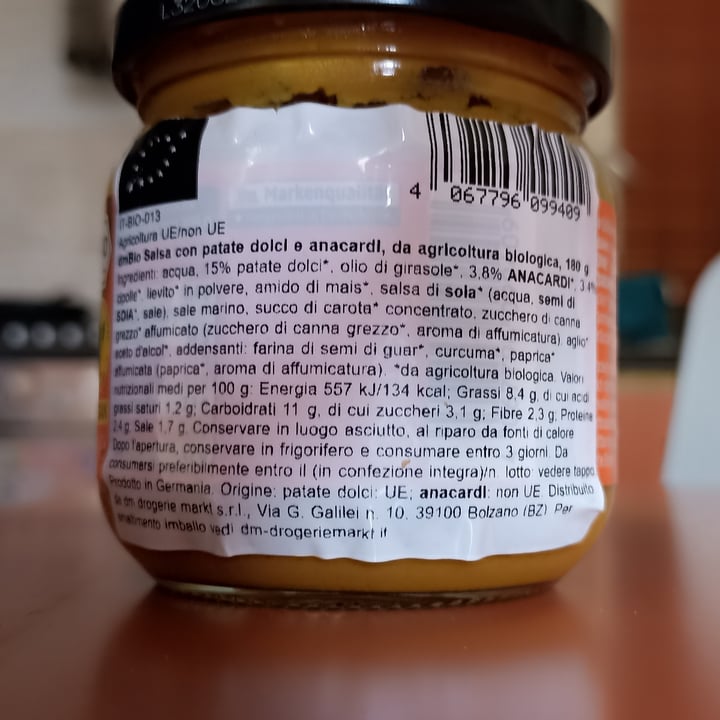 Markenqualität
4 067796 099409
IT-BIO-013
Agricoltura UE/non UE
dmBio Salsa con patate dolci e anacardi, da agricoltura biologica, 180 g
Ingredienti: acqua, 15% patate dolci*, olio di girasole*, 3,8% ANACARDI*, 3,4%
cipolle*, lievito* in polvere, amido di mais*, salsa di soia* (acqua, semi di
SOIA*, sale), sale marino, succo di carota* concentrato, zucchero di canna
grezzo* affumicato (zucchero di canna grezzo*, aroma di affumicatura), aglio*
aceto d'alcol*, addensanti: farina di semi di guar*, curcuma*, paprica*
affumicata (paprica*, aroma di affumicatura). *da agricoltura biologica. Valori
nutrizionali medi per 100 g: Energia 557 kJ/134 kcal; Grassi 8,4 g, di cui acidi
grassi saturi 1,2 g; Carboidrati 11 g, di cui zuccheri 3,1 g; Fibre 2,3 g; Proteine
2,4 g; Sale 1,7 g. Conservare in luogo asciutto, al riparo da fonti di calore.
Dopo l'apertura, conservare in frigorifero e consumare entro 3 giorni. Da
consumarsi preferibilmente entro il (in confezione integra)/n. lotto: vedere tappo.
Prodotto in Germania. Origine: patate dolci: UE; anacardi: non UE. Distribuito
da dm drogerie markt s.r.l., Via G. Galilei n. 10, 39100 Bolzano (BZ). Per
smaltimento imballo vedi dm-drogeriemarkt.it